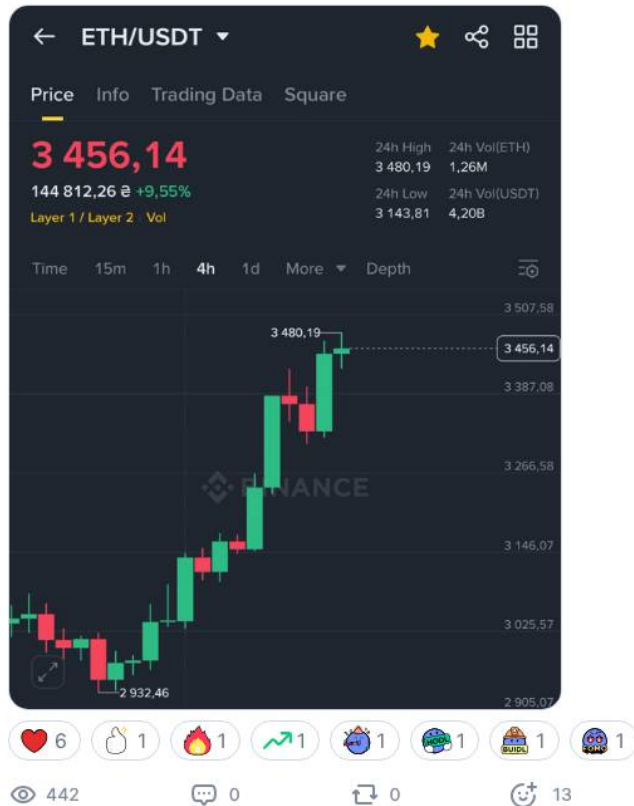 ETH/USDT
Price Info Trading Data Square
3 456,14
144 812,26 ₴ +9,55%
Layer 1 / Layer 2 Vol
24h High 24h Vol(ETH)
3 480,19 1,26M
24h Low 24h Vol(USDT)
3 143,81 4,20B
Time 15m 1h 4h 1d More Depth
3 507,58
3 480,19
3 456,14
3 387,08
3 266,58
BINANCE
3 146,07
3 025,57
2 932,46
2 905,07
6 1 1 1 1 HODL 1 BUIDL 1 FOMO 1
442 0 0 13